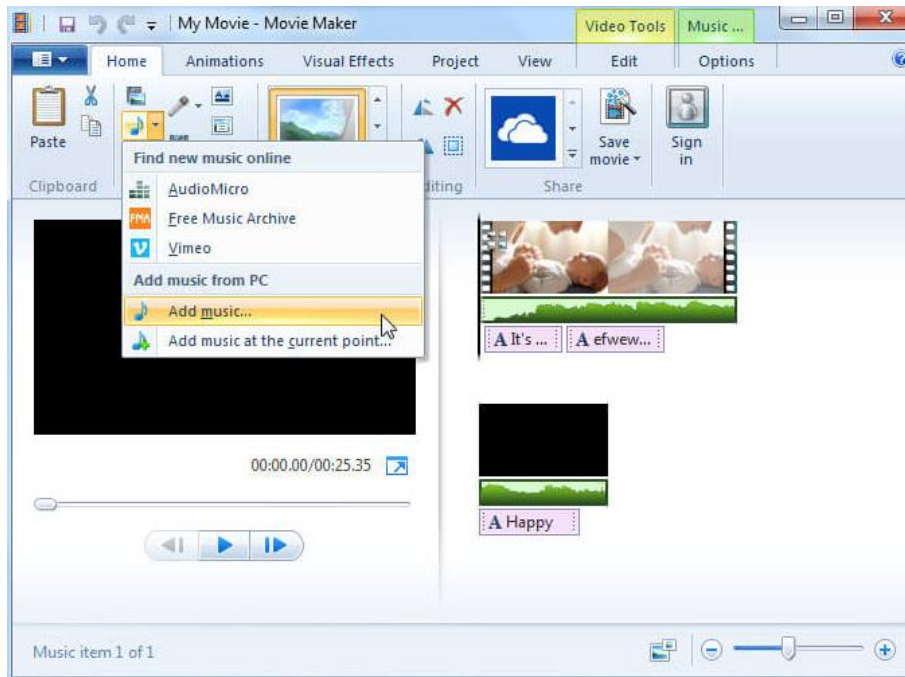 My Movie - Movie Maker
Video Tools
Music ...
Home
Animations
Visual Effects
Project
View
Edit
Options
Paste
Save movie
Sign in
Clipboard
diting
Share
Find new music online
AudioMicro
FMA
Free Music Archive
Vimeo
Add music from PC
Add music...
Add music at the current point...
A It's ...
A efwew...
00:00.00/00:25.35
A Happy
Music item 1 of 1